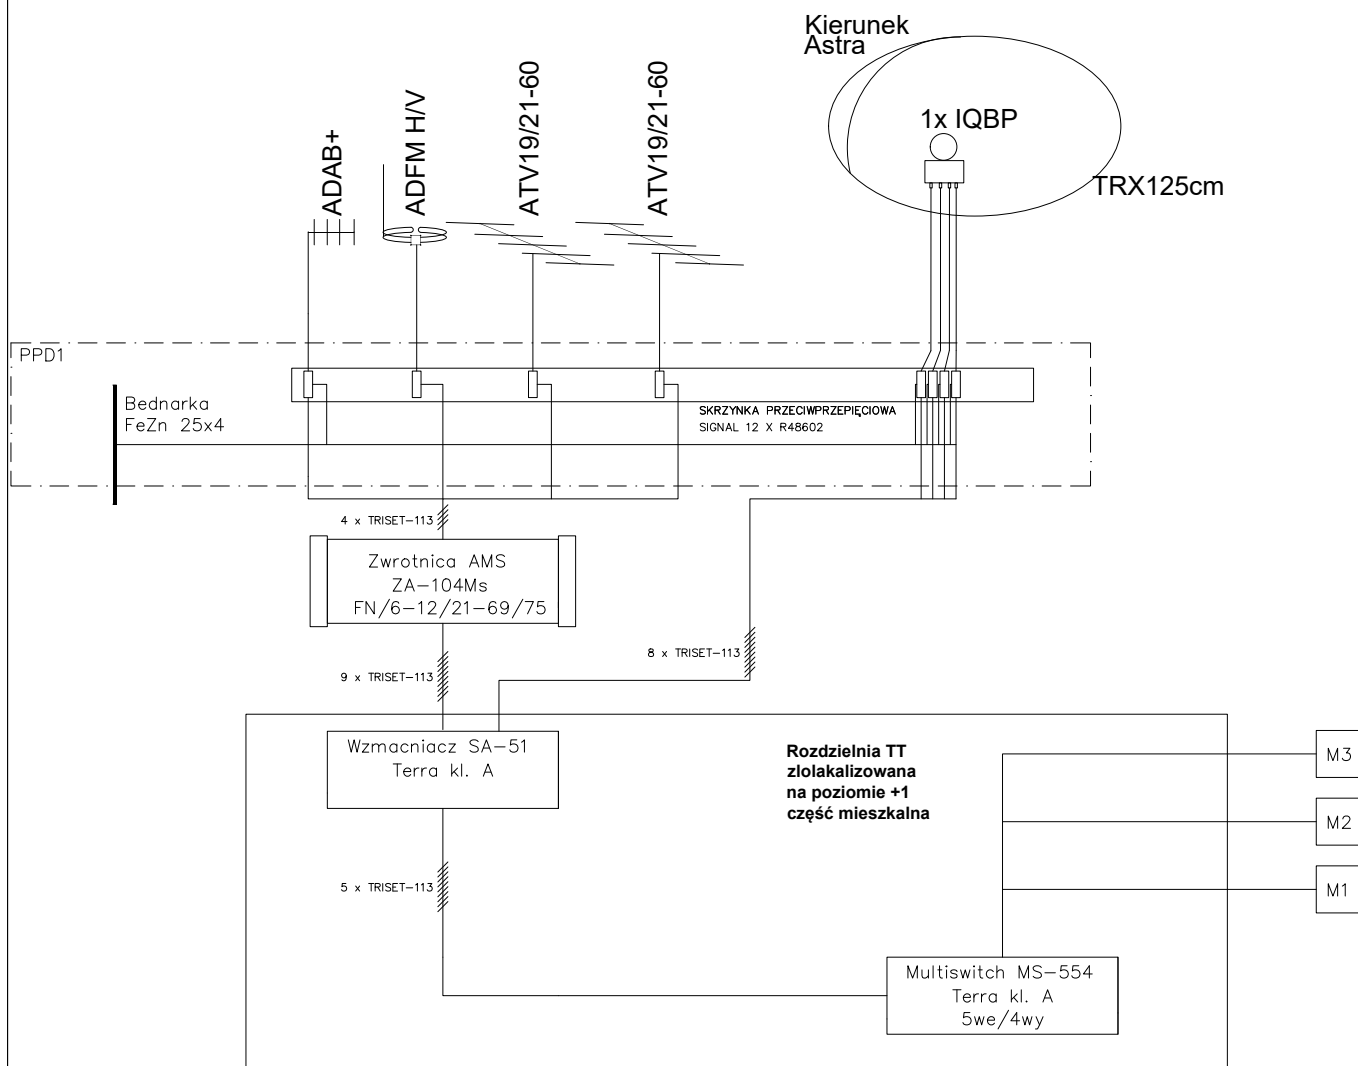 Kierunek
Astra
1x IQBP
TRX125cm
ADAB+
ADFM H/V
ATV19/21-60
ATV19/21-60
PPD1
Bednarka
FeZn 25x4
SKRZYNKA PRZECIWPRZEPIĘCIOWA
SIGNAL 12 X R48602
4 x TRISET-113
Zwrotnica AMS
ZA-104Ms
FN/6-12/21-69/75
8 x TRISET-113
9 x TRISET-113
Wzmacniacz SA-51
Terra kl. A
Rozdzielnia TT
zlolakalizowana
na poziomie +1
część mieszkalna
M3
M2
M1
5 x TRISET-113
Multiswitch MS-554
Terra kl. A
5we/4wy